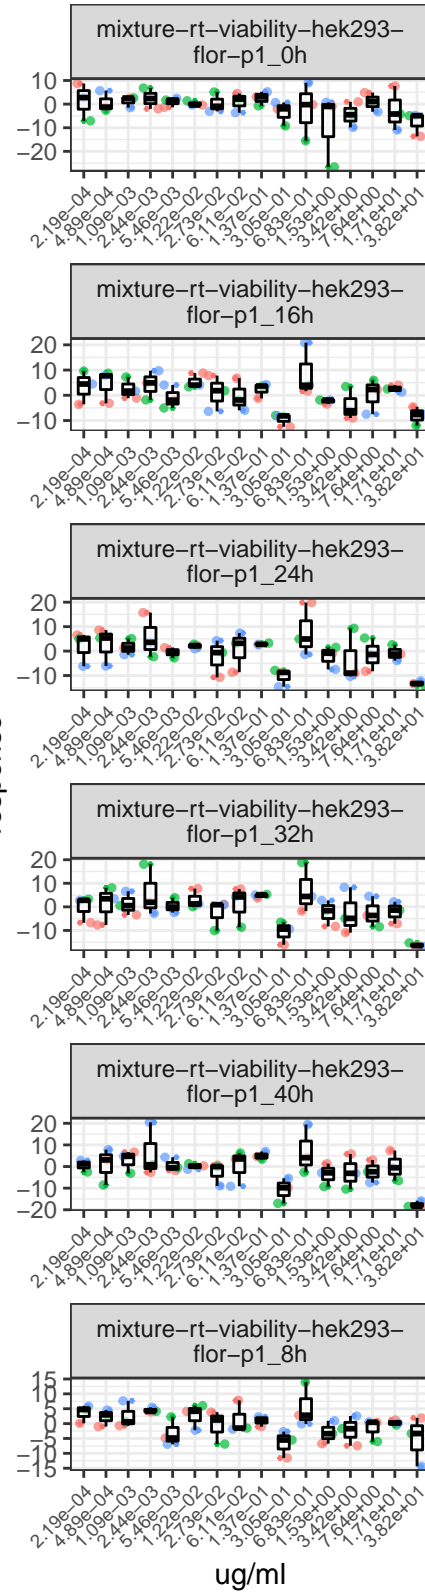 mixture−rt−viability−hek293−
flor−p1_0h
10
0
−10
−20
2.19e−04
4.89e−04
1.09e−03
2.44e−03
5.46e−03
1.22e−02
2.73e−02
6.11e−02
1.37e−01
3.05e−01
6.83e−01
1.53e+00
3.42e+00
7.64e+00
1.71e+01
3.82e+01
mixture−rt−viability−hek293−
flor−p1_16h
20
10
0
−10
2.19e−04
4.89e−04
1.09e−03
2.44e−03
5.46e−03
1.22e−02
2.73e−02
6.11e−02
1.37e−01
3.05e−01
6.83e−01
1.53e+00
3.42e+00
7.64e+00
1.71e+01
3.82e+01
mixture−rt−viability−hek293−
flor−p1_24h
20
10
0
−10
2.19e−04
4.89e−04
1.09e−03
2.44e−03
5.46e−03
1.22e−02
2.73e−02
6.11e−02
1.37e−01
3.05e−01
6.83e−01
1.53e+00
3.42e+00
7.64e+00
1.71e+01
3.82e+01
mixture−rt−viability−hek293−
flor−p1_32h
20
10
0
−10
2.19e−04
4.89e−04
1.09e−03
2.44e−03
5.46e−03
1.22e−02
2.73e−02
6.11e−02
1.37e−01
3.05e−01
6.83e−01
1.53e+00
3.42e+00
7.64e+00
1.71e+01
3.82e+01
mixture−rt−viability−hek293−
flor−p1_40h
20
10
0
−10
−20
2.19e−04
4.89e−04
1.09e−03
2.44e−03
5.46e−03
1.22e−02
2.73e−02
6.11e−02
1.37e−01
3.05e−01
6.83e−01
1.53e+00
3.42e+00
7.64e+00
1.71e+01
3.82e+01
mixture−rt−viability−hek293−
flor−p1_8h
15
10
5
0
−5
−10
−15
2.19e−04
4.89e−04
1.09e−03
2.44e−03
5.46e−03
1.22e−02
2.73e−02
6.11e−02
1.37e−01
3.05e−01
6.83e−01
1.53e+00
3.42e+00
7.64e+00
1.71e+01
3.82e+01
ug/ml